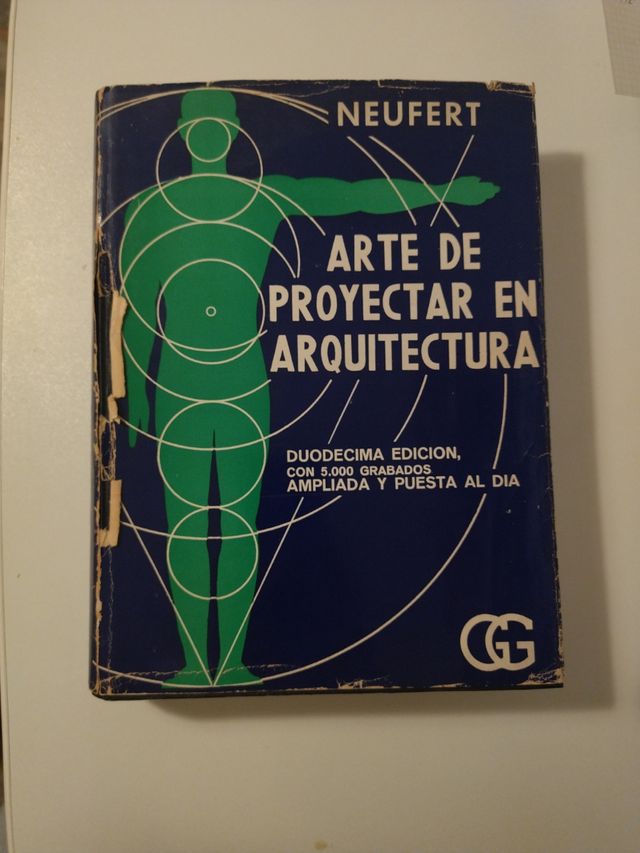 NEUFERT
ARTE DE
PROYECTAR EN
ARQUITECTURA
DUODECIMA EDICION,
CON 5.000 GRABADOS
AMPLIADA Y PUESTA AL DIA
GG